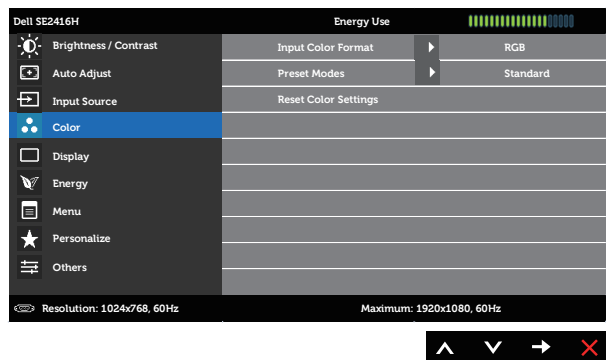 Dell SE2416H Energy Use
Brightness / Contrast Input Color Format RGB
Auto Adjust Preset Modes Standard
Input Source Reset Color Settings
Color
Display
Energy
Menu
Personalize
Others
Resolution: 1024x768, 60Hz Maximum: 1920x1080, 60Hz